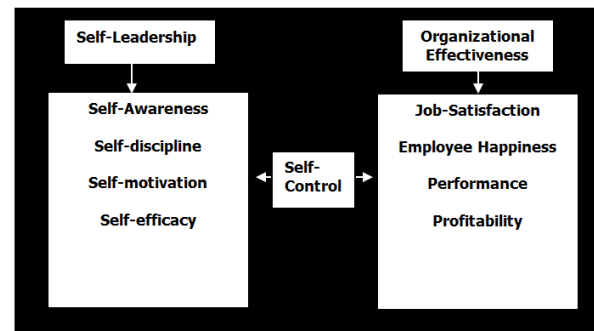 Self-Leadership
Organizational
Effectiveness
Self-Awareness
Self-discipline
Self-motivation
Self-efficacy
Self-
Control
Job-Satisfaction
Employee Happiness
Performance
Profitability